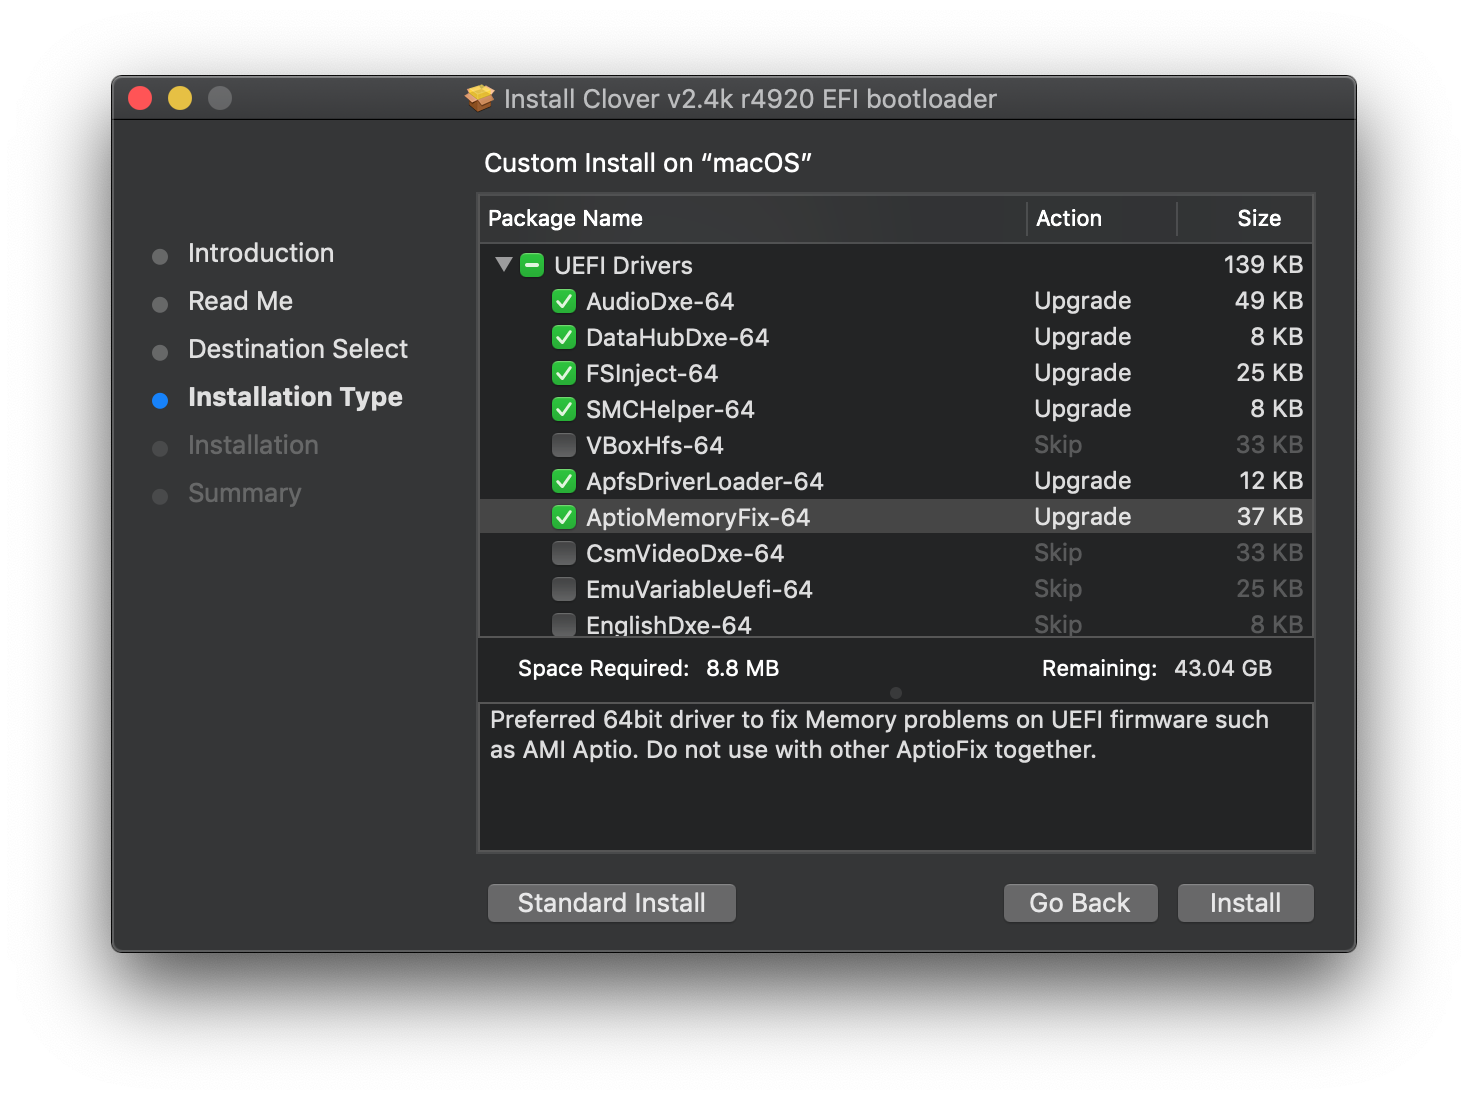 Install Clover v2.4k r4920 EFI bootloader
Custom Install on “macOS”
Introduction
Read Me
Destination Select
Installation Type
Installation
Summary
Package Name Action Size
UEFI Drivers 139 KB
AudioDxe-64 Upgrade 49 KB
DataHubDxe-64 Upgrade 8 KB
FSInject-64 Upgrade 25 KB
SMCHelper-64 Upgrade 8 KB
VBoxHfs-64 Skip 33 KB
ApfsDriverLoader-64 Upgrade 12 KB
AptioMemoryFix-64 Upgrade 37 KB
CsmVideoDxe-64 Skip 33 KB
EmuVariableUefi-64 Skip 25 KB
EnglishDxe-64 Skip 8 KB
Space Required: 8.8 MB Remaining: 43.04 GB
Preferred 64bit driver to fix Memory problems on UEFI firmware such
as AMI Aptio. Do not use with other AptioFix together.
Standard Install Go Back Install